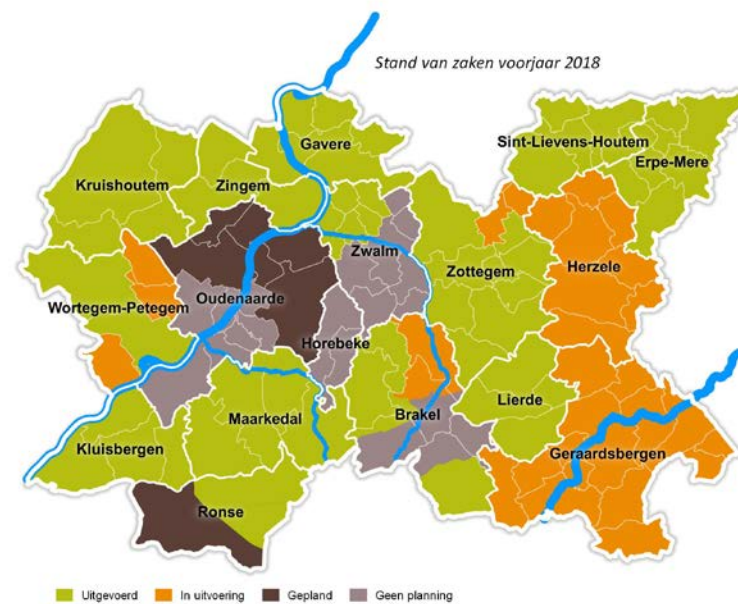 Stand van zaken voorjaar 2018
Gavere
Sint-Lievens-Houtem
Erpe-Mere
Kruishoutem
Zingem
Zwalm
Zottegem
Herzele
Oudenaarde
Wortegem-Petegem
Horebeke
Lierde
Maarkedal
Brakel
Kluisbergen
Geraardsbergen
Ronse
Uitgevoerd
In uitvoering
Gepland
Geen planning